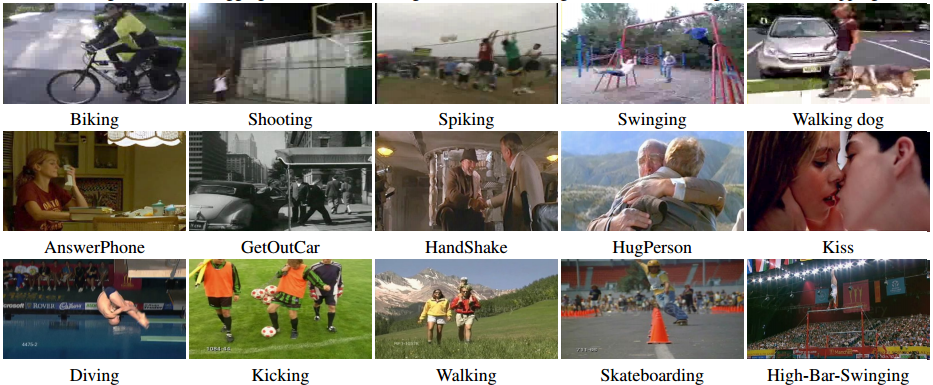 Biking
Shooting
Spiking
Swinging
Walking dog
AnswerPhone
GetOutCar
HandShake
HugPerson
Kiss
Diving
Kicking
Walking
Skateboarding
High-Bar-Swinging